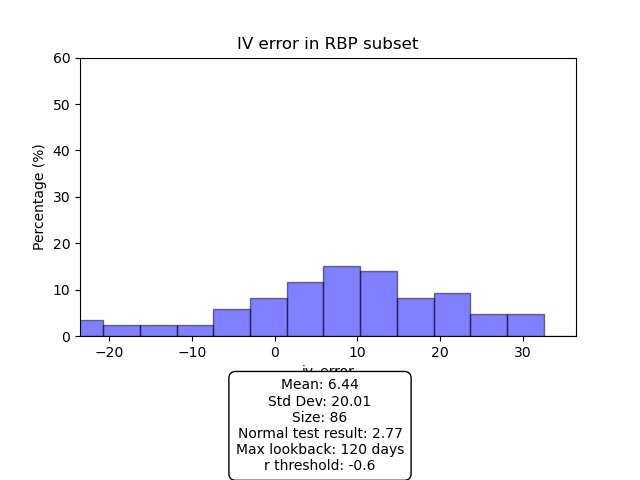 IV error in RBP subset
60
50
40
30
20
10
0
Percentage (%)
−20
−10
0
10
20
30
iv_error
Mean: 6.44
Std Dev: 20.01
Size: 86
Normal test result: 2.77
Max lookback: 120 days
r threshold: -0.6